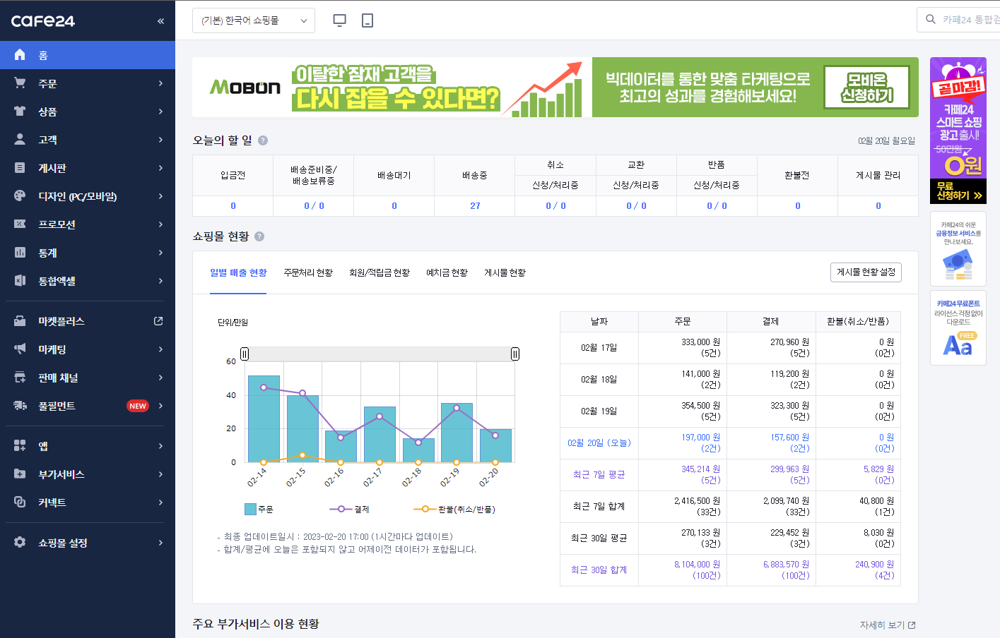 cafe24
«
홈
주문
상품
고객
게시판
디자인 (PC/모바일)
프로모션
통계
통합엑셀
마켓플러스
마케팅
판매 채널
풀필먼트 NEW
앱
부가서비스
커넥트
쇼핑몰 설정
(기본) 한국어 쇼핑몰
카페24 통합검
MOBON
이탈한 잠재 고객을
다시 잡을 수 있다면?
빅데이터를 통한 맞춤 타케팅으로
최고의 성과를 경험해보세요!
모비온
신청하기
오늘의 할 일 ?
02월 20일 월요일
입금전
배송준비중/
배송보류중
배송대기
배송중
취소
신청/처리중
교환
신청/처리중
반품
신청/처리중
환불전
게시물 관리
0 0 / 0 0 27 0 / 0 0 / 0 0 / 0 0 0
쇼핑몰 현황 ?
일별 매출 현황 주문처리 현황 회원/적립금 현황 예치금 현황 게시물 현황
게시물 현황 설정
단위/만원
60
40
20
0
02-14 02-15 02-16 02-17 02-18 02-19 02-20
주문 결제 환불(취소/반품)
- 최종 업데이트일시 : 2023-02-20 17:00 (1시간마다 업데이트)
- 합계/평균에 오늘은 포함되지 않고 어제이전 데이터가 포함됩니다.
날짜 주문 결제 환불(취소/반품)
02월 17일 333,000 원 270,960 원 0 원
(5건) (5건) (0건)
02월 18일 141,000 원 119,200 원 0 원
(2건) (2건) (0건)
02월 19일 354,500 원 323,300 원 0 원
(5건) (5건) (0건)
02월 20일 (오늘) 197,000 원 157,600 원 0 원
(2건) (2건) (0건)
최근 7일 평균 345,214 원 299,963 원 5,829 원
(5건) (5건) (0건)
최근 7일 합계 2,416,500 원 2,099,740 원 40,800 원
(33건) (33건) (1건)
최근 30일 평균 270,133 원 229,452 원 8,030 원
(3건) (3건) (0건)
최근 30일 합계 8,104,000 원 6,883,570 원 240,900 원
(100건) (100건) (4건)
주요 부가서비스 이용 현황
자세히 보기
곧 마감!
카페24
스마트 쇼핑
광고 출시!
50만원
0원
무료
신청하기 »
카페24의 쉬운
금융정보 서비스를
만나보세요.
카페24 무료폰트
라이선스 걱정 없이
다운로드
FREE
Aa